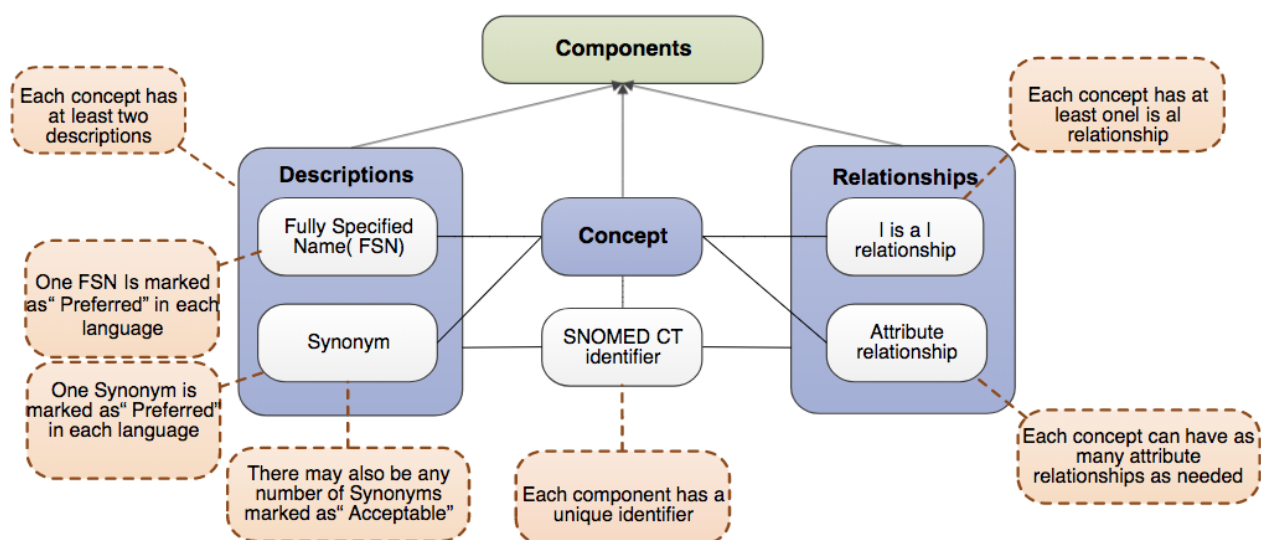 Components
Each concept has
at least two
descriptions
Each concept has at
least onel is al
relationship
Descriptions
Relationships
Fully Specified
Name( FSN)
Concept
l is a l
relationship
One FSN Is marked
as“ Preferred” in each
language
Synonym
SNOMED CT
identifier
Attribute
relationship
One Synonym is
marked as“ Preferred”
in each language
There may also be any
number of Synonyms
marked as“ Acceptable”
Each component has a
unique identifier
Each concept can have as
many attribute
relationships as needed